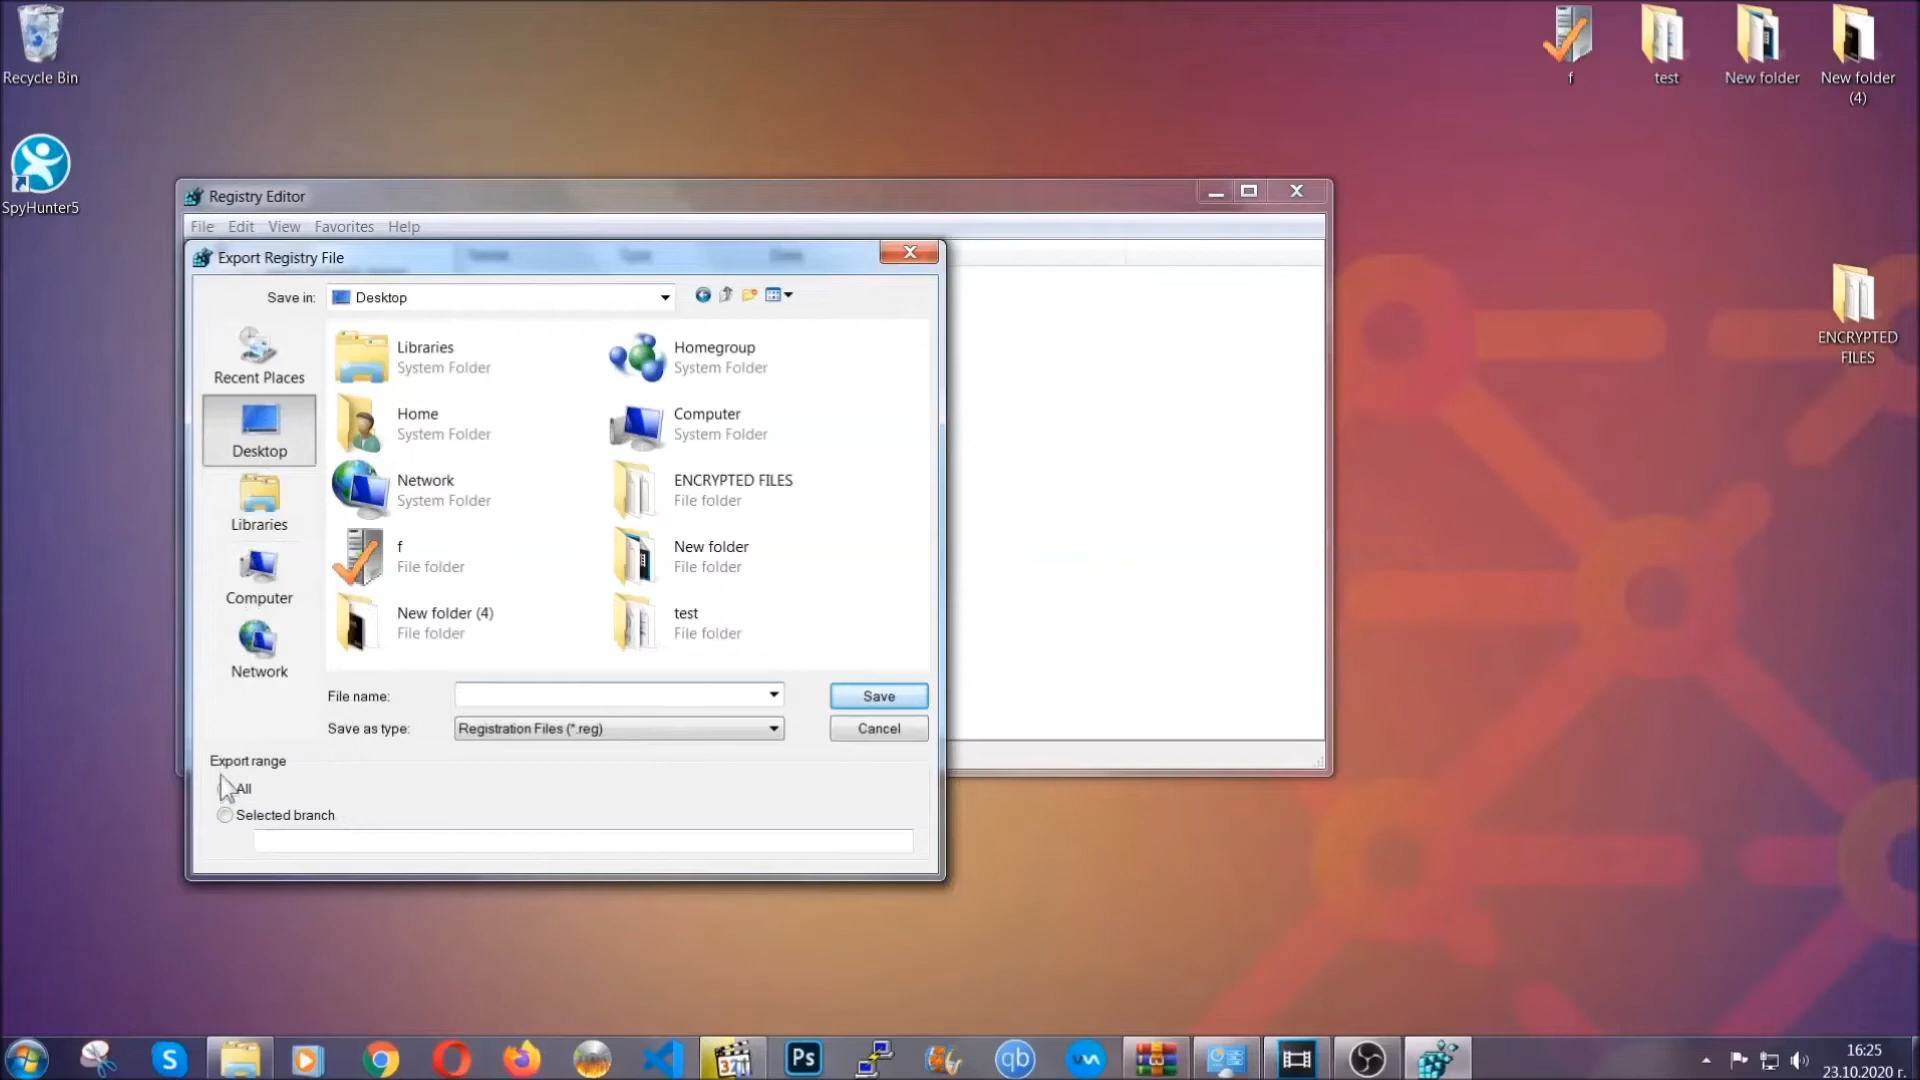 Recycle Bin
SpyHunter5
f
test
New folder
New folder
(4)
ENCRYPTED
FILES
Registry Editor
File Edit View Favorites Help
Export Registry File
Save in: Desktop
Recent Places
Desktop
Libraries
Computer
Network
Libraries
System Folder
Homegroup
System Folder
Home
System Folder
Computer
System Folder
Network
System Folder
ENCRYPTED FILES
File folder
f
File folder
New folder
File folder
New folder (4)
File folder
test
File folder
File name:
Save
Save as type: Registration Files (*.reg)
Cancel
Export range
All
Selected branch
S
321
Ps
qb
16:25
23.10.2020 г.